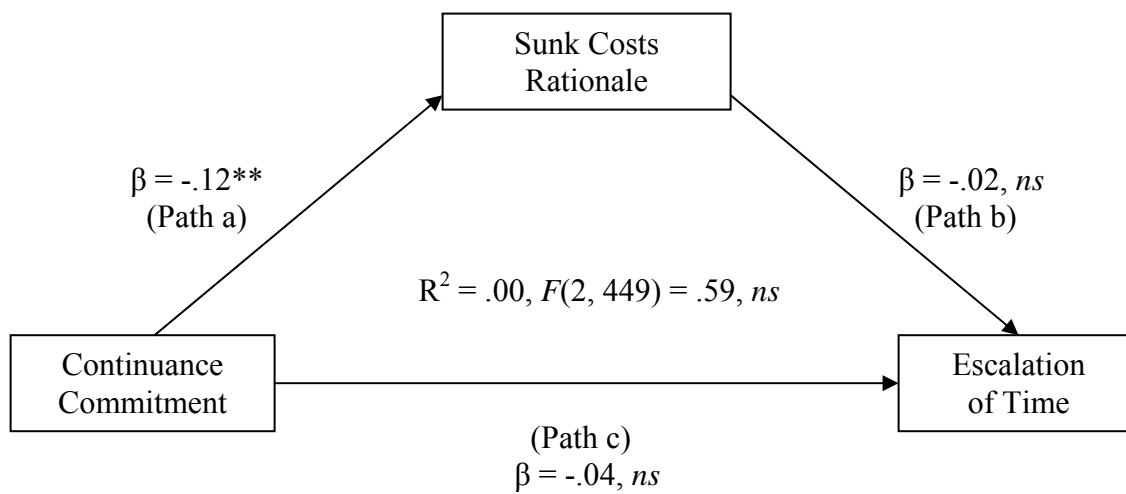 Sunk Costs
Rationale
β = -.12**
(Path a)
β = -.02, ns
(Path b)
R² = .00, F(2, 449) = .59, ns
Continuance
Commitment
Escalation
of Time
(Path c)
β = -.04, ns